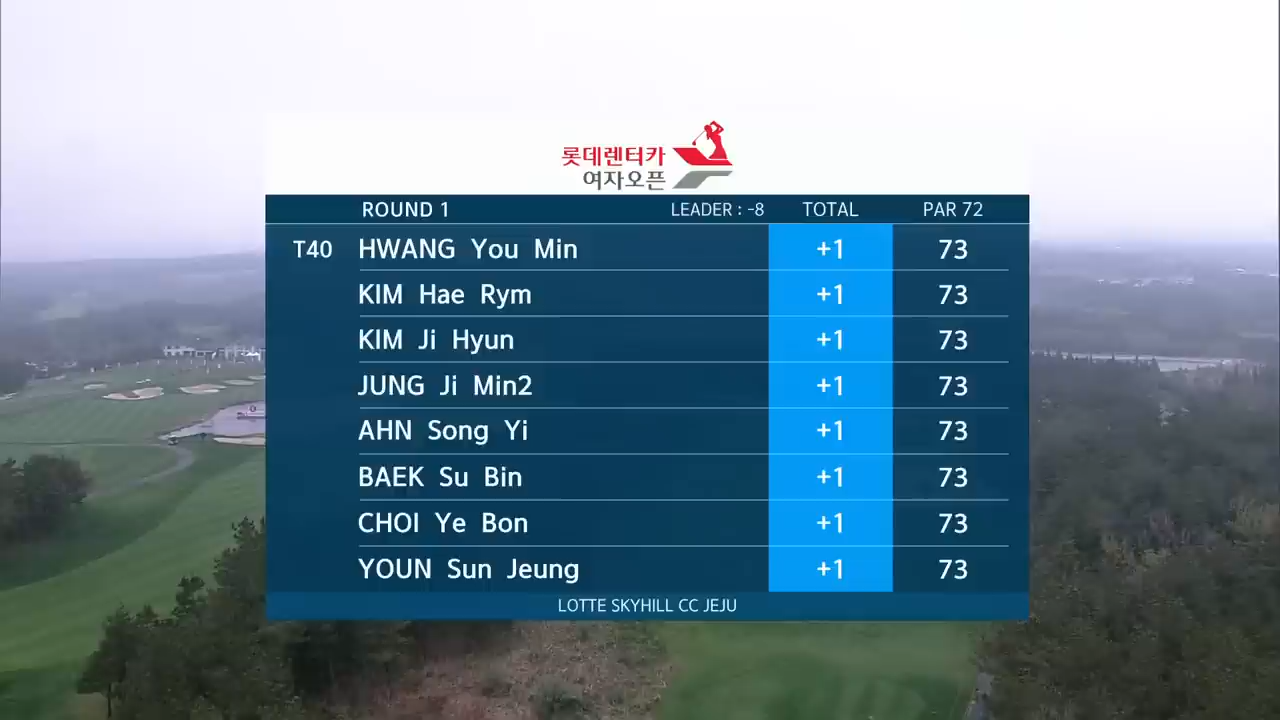 롯데렌터카
여자오픈
ROUND 1 LEADER : -8 TOTAL PAR 72
T40 HWANG You Min +1 73
KIM Hae Rym +1 73
KIM Ji Hyun +1 73
JUNG Ji Min2 +1 73
AHN Song Yi +1 73
BAEK Su Bin +1 73
CHOI Ye Bon +1 73
YOUN Sun Jeung +1 73
LOTTE SKYHILL CC JEJU